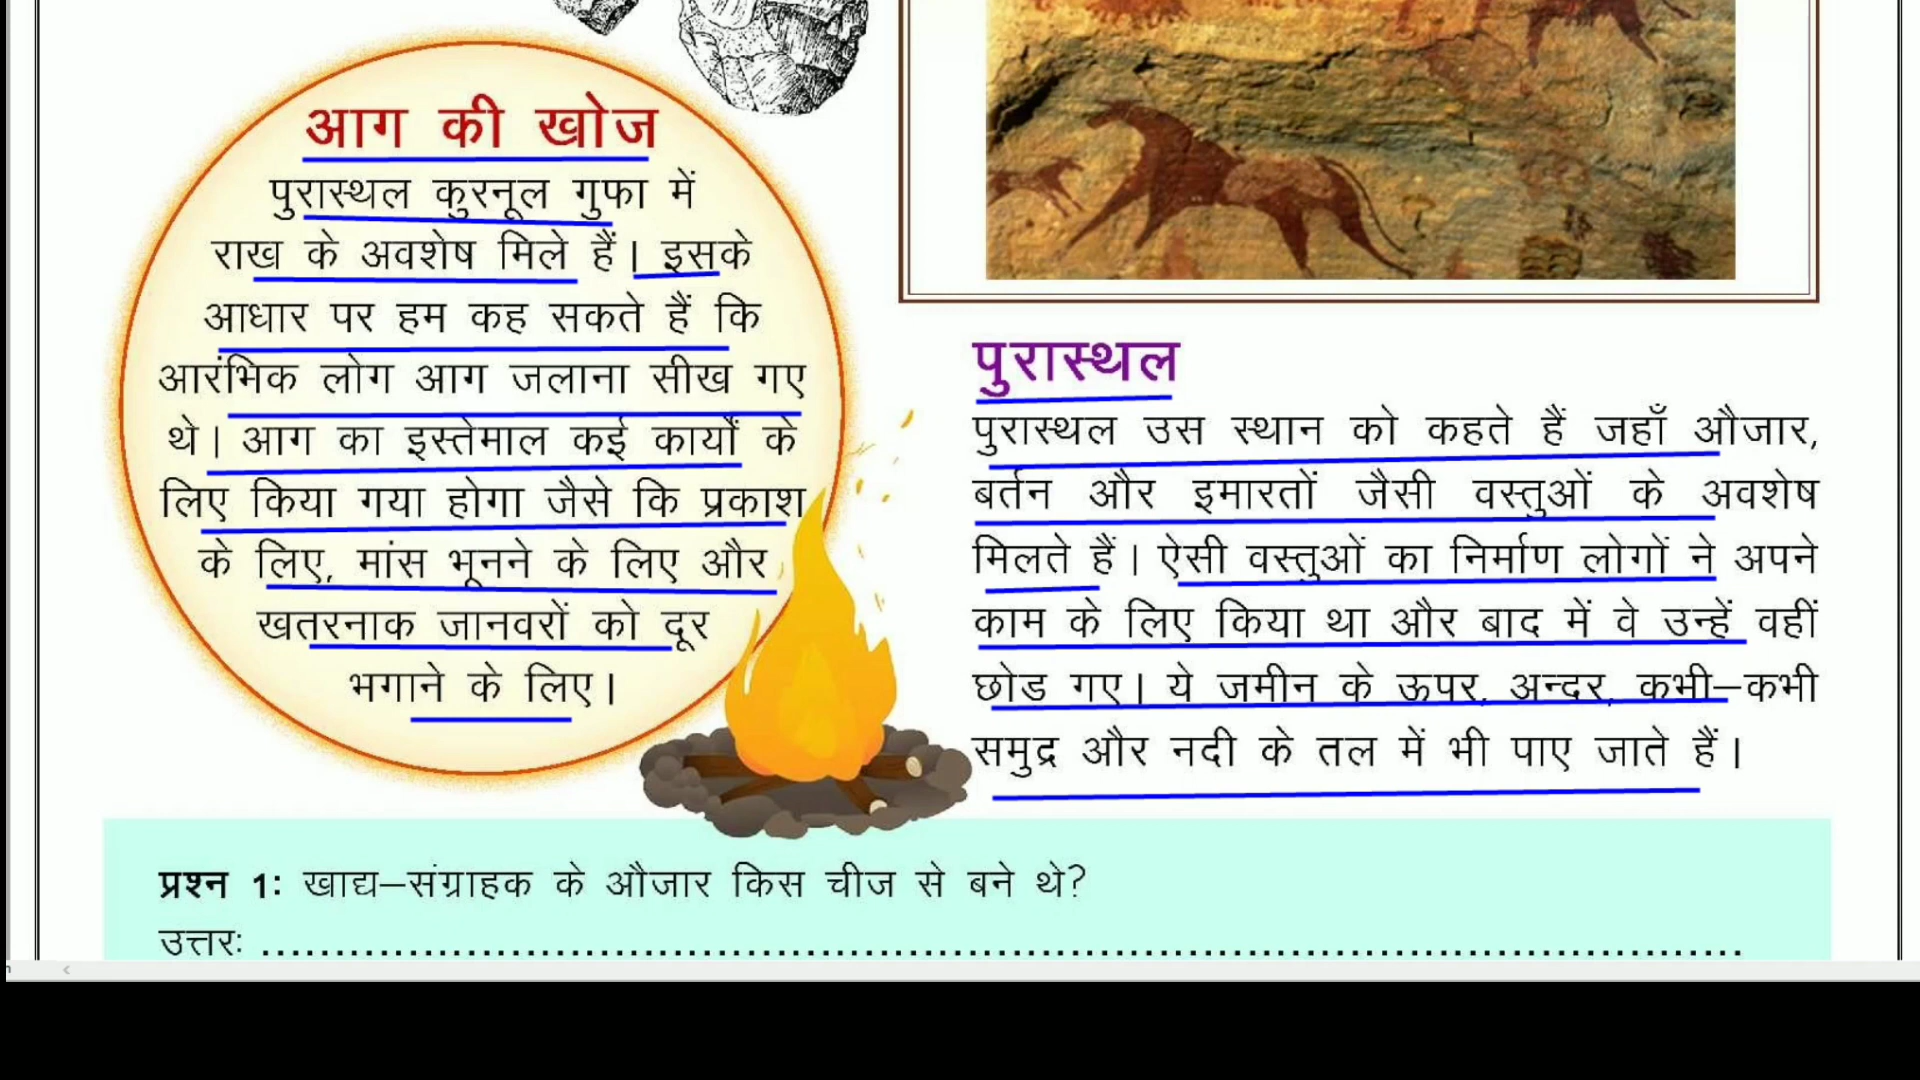 आग की खोज
पुरास्थल कुरनूल गुफा में
राख के अवशेष मिले हैं। इसके
आधार पर हम कह सकते हैं कि
आरंभिक लोग आग जलाना सीख गए
थे। आग का इस्तेमाल कई कार्यों के
लिए किया गया होगा जैसे कि प्रकाश
के लिए, मांस भूनने के लिए और
खतरनाक जानवरों को दूर
भगाने के लिए।
पुरास्थल
पुरास्थल उस स्थान को कहते हैं जहाँ औजार,
बर्तन और इमारतों जैसी वस्तुओं के अवशेष
मिलते हैं। ऐसी वस्तुओं का निर्माण लोगों ने अपने
काम के लिए किया था और बाद में वे उन्हें वहीं
छोड गए। ये जमीन के ऊपर, अन्दर, कभी–कभी
समुद्र और नदी के तल में भी पाए जाते हैं।
प्रश्न 1: खाद्य–संग्राहक के औजार किस चीज से बने थे?
उत्तर: ........................................................................................................